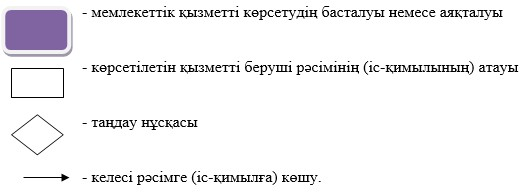 - мемлекеттік қызметті көрсетудің басталуы немесе аяқталуы
- көрсетілетін қызметті беруші рәсімінің (іс-қимылының) атауы
- таңдау нұсқасы
- келесі рәсімге (іс-қимылға) көшу.